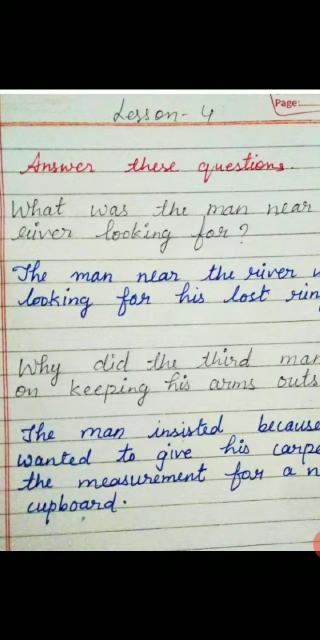 Page:
Lesson-4
Answer these questions.
What was the man near
river looking for?
The man near the river
looking for his lost
Why did the third man
on keeping his arms
The man insisted because
wanted to give his
the measurement for a
cupboard.